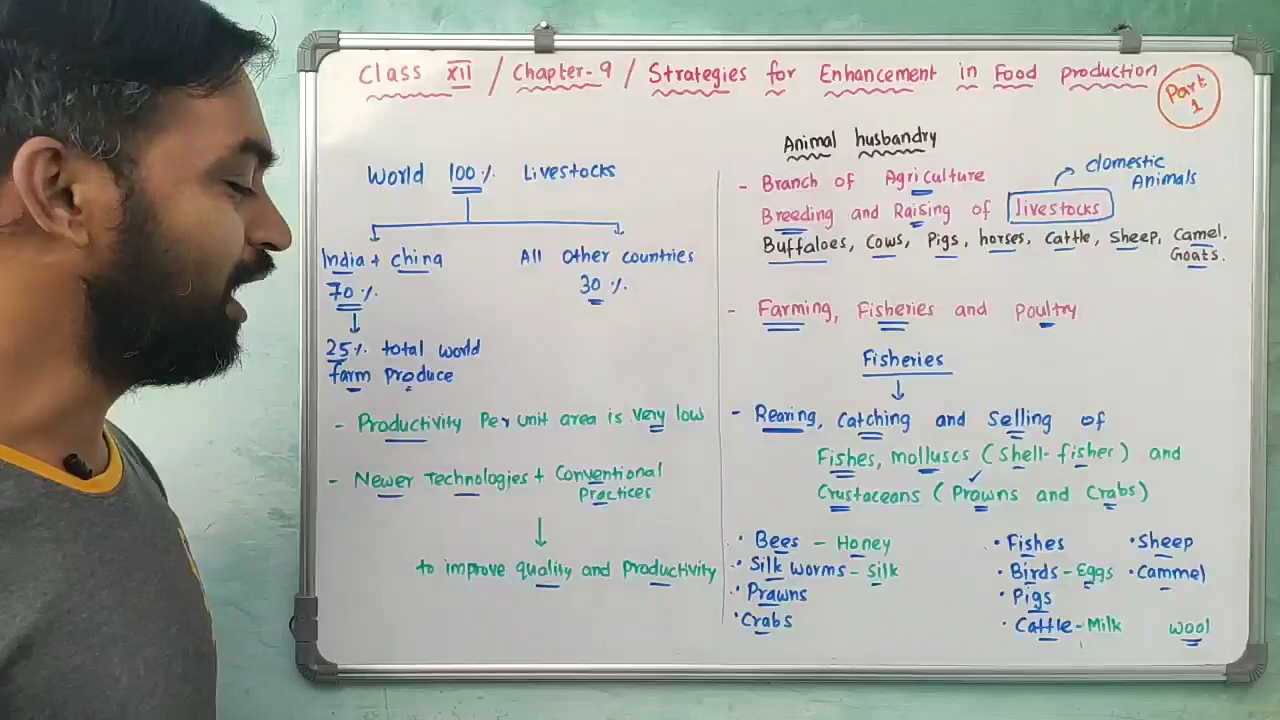 Class XII / Chapter-9 / Strategies for Enhancement in Food production
Part 1
World 100% Livestocks
India + china
70%
All Other countries
30%
25% total world
farm produce
- Productivity Per unit area is very low
- Newer Technologies + Conventional
Practices
to improve quality and Productivity
Animal husbandry
- Branch of Agriculture
domestic
Animals
Breeding and Raising of livestocks
Buffaloes, Cows, Pigs, horses, Cattle, Sheep, Camel.
Goats.
- Farming, Fisheries and Poultry
Fisheries
- Rearing, Catching and Selling of
Fishes, molluscs (Shell-fisher) and
Crustaceans (Prawns and Crabs)
• Bees - Honey
• Silk worms - Silk
• Prawns
• Crabs
• Fishes
• Birds - Eggs
• Pigs
• Cattle - Milk
• Sheep
• Cammel
wool